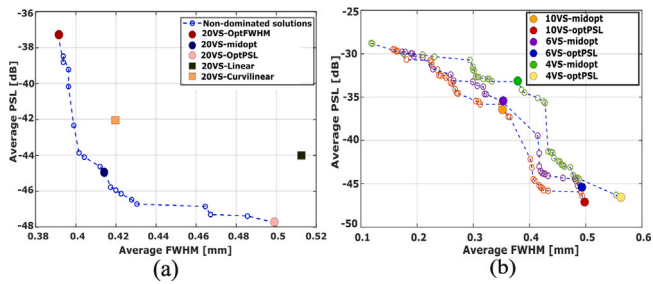 -36
-38
-40
-42
-44
-46
-48
Average PSL [dB]
Non-dominated solutions
20VS-OptFWHM
20VS-midopt
20VS-OptPSL
20VS-Linear
20VS-Curvilinear
0.38 0.4 0.42 0.44 0.46 0.48 0.5 0.52
Average FWHM [mm]
(a)
-25
-30
-35
-40
-45
-50
Average PSL [dB]
10VS-midopt
10VS-optPSL
6VS-midopt
6VS-optPSL
4VS-midopt
4VS-optPSL
0.1 0.2 0.3 0.4 0.5 0.6
Average FWHM [mm]
(b)